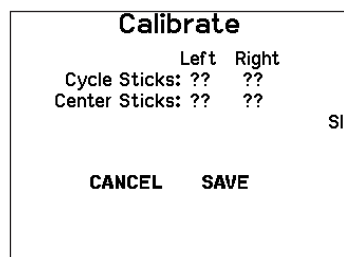 Calibrate
Left Right
Cycle Sticks: ?? ??
Center Sticks: ?? ??
CANCEL SAVE